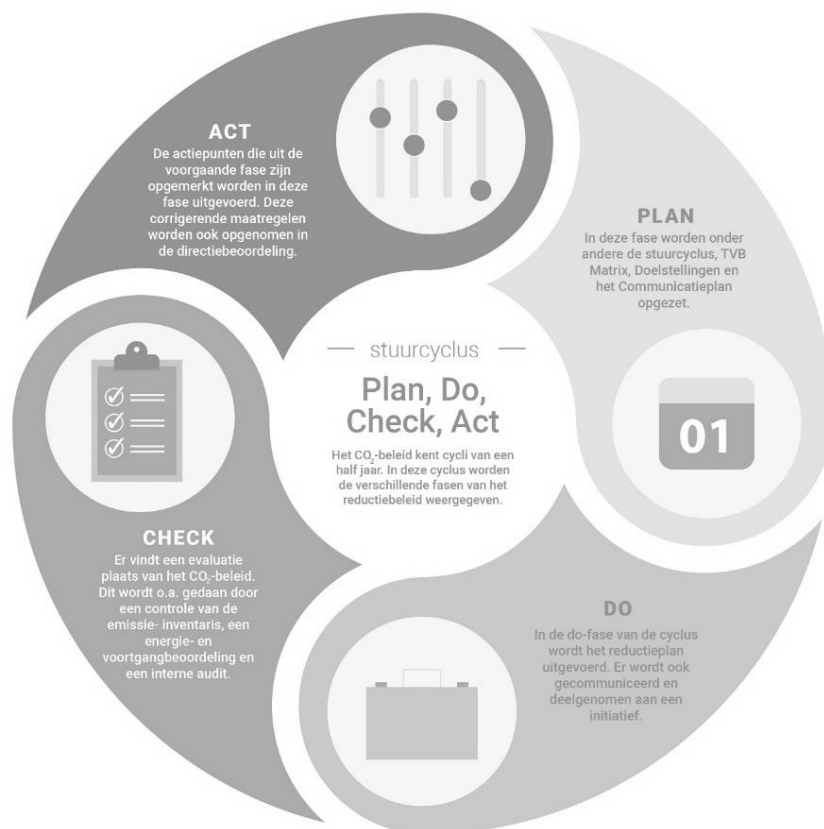 stuurcyclus
Plan, Do,
Check, Act
Het CO₂-beleid kent cycli van een
half jaar. In deze cyclus worden
de verschillende fasen van het
reductiebeleid weergegeven.
PLAN
In deze fase worden onder
andere de stuurcyclus, TVB
Matrix, Doelstellingen en
het Communicatieplan
opgezet.
01
DO
In de do-fase van de cyclus
wordt het reductieplan
uitgevoerd. Er wordt ook
gecommuniceerd en
deelgenomen aan een
initiatief.
CHECK
Er vindt een evaluatie
plaats van het CO₂-beleid.
Dit wordt o.a. gedaan door
een controle van de
emissie- inventaris, een
energie- en
voortgangbeoordeling en
een interne audit.
ACT
De actiepunten die uit de
voorgaande fase zijn
opgemerkt worden in deze
fase uitgevoerd. Deze
corrigerende maatregelen
worden ook opgenomen in
de directiebeoordeling.